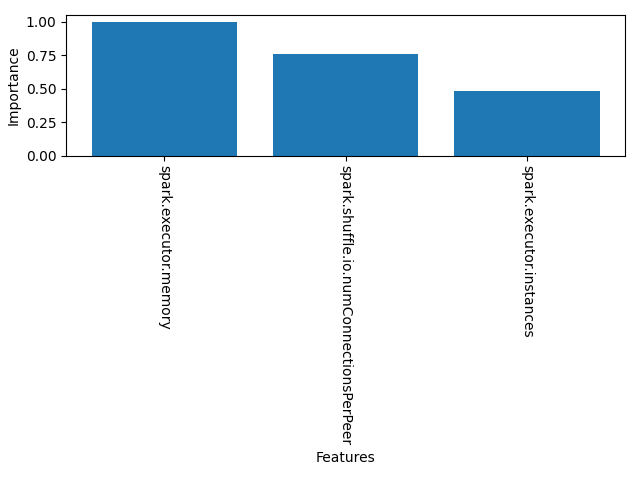 1.00
0.75
0.50
0.25
0.00
Importance
spark.executor.memory
spark.shuffle.io.numConnectionsPerPeer
spark.executor.instances
Features